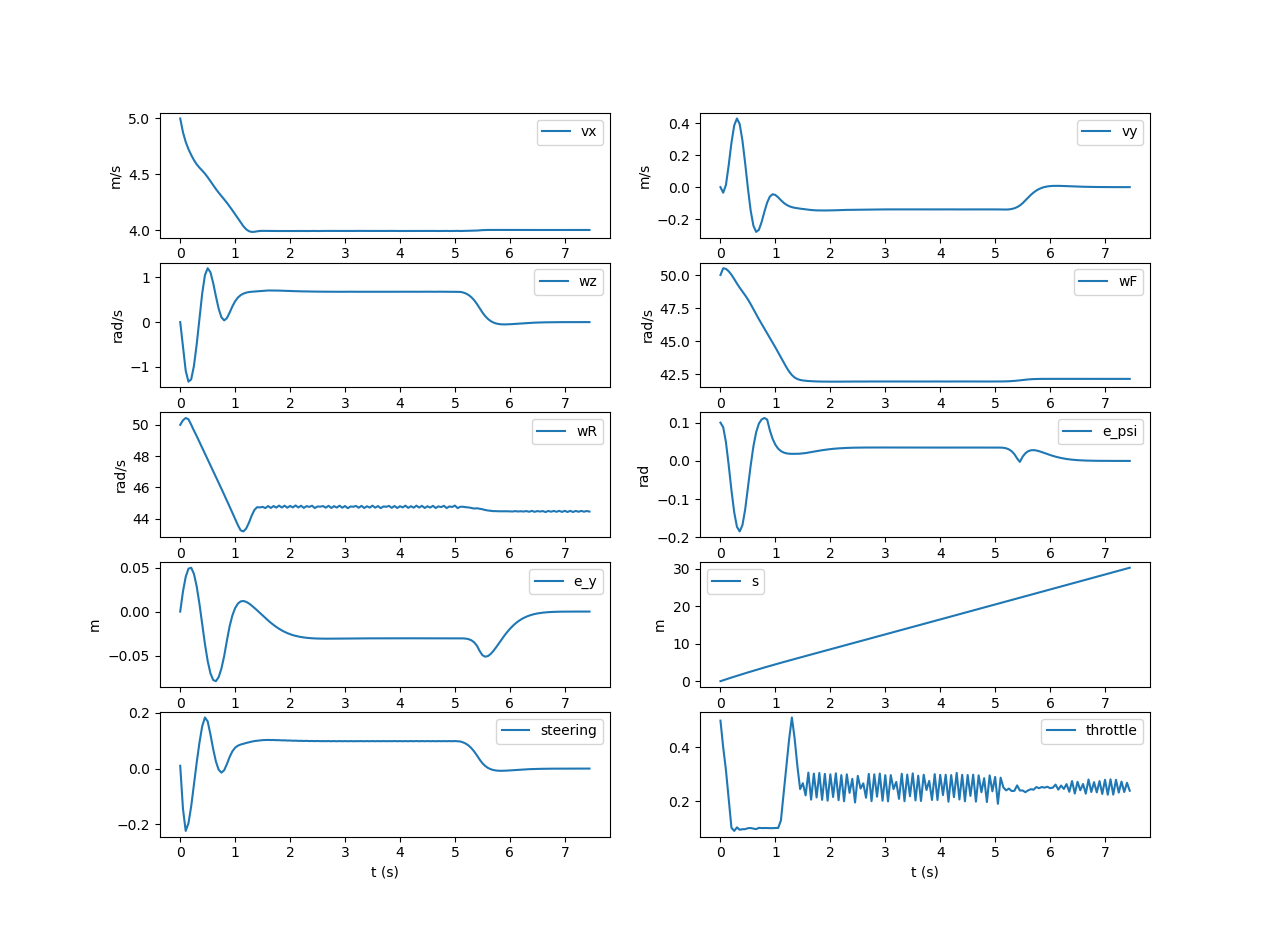 5.0
4.5
4.0
m/s
vx
0 1 2 3 4 5 6 7
0.4
0.2
0.0
−0.2
m/s
vy
0 1 2 3 4 5 6 7
1
0
−1
rad/s
wz
0 1 2 3 4 5 6 7
50.0
47.5
45.0
42.5
rad/s
wF
0 1 2 3 4 5 6 7
50
48
46
44
rad/s
wR
0 1 2 3 4 5 6 7
0.1
0.0
−0.1
−0.2
rad
e_psi
0 1 2 3 4 5 6 7
0.05
0.00
−0.05
m
e_y
0 1 2 3 4 5 6 7
30
20
10
0
m
s
0 1 2 3 4 5 6 7
0.2
0.0
−0.2
steering
0 1 2 3 4 5 6 7
t (s)
0.4
0.2
throttle
0 1 2 3 4 5 6 7
t (s)